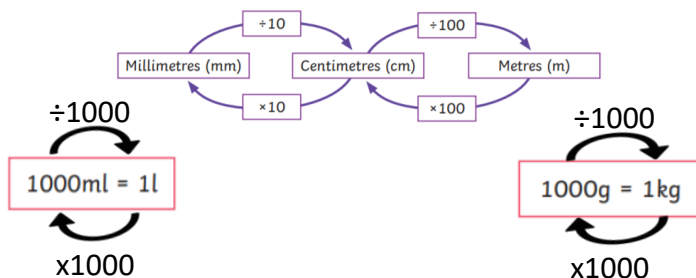 ÷10 ÷100
Millimetres (mm) Centimetres (cm) Metres (m)
×10 ×100
÷1000
1000ml = 1l
x1000
÷1000
1000g = 1kg
x1000